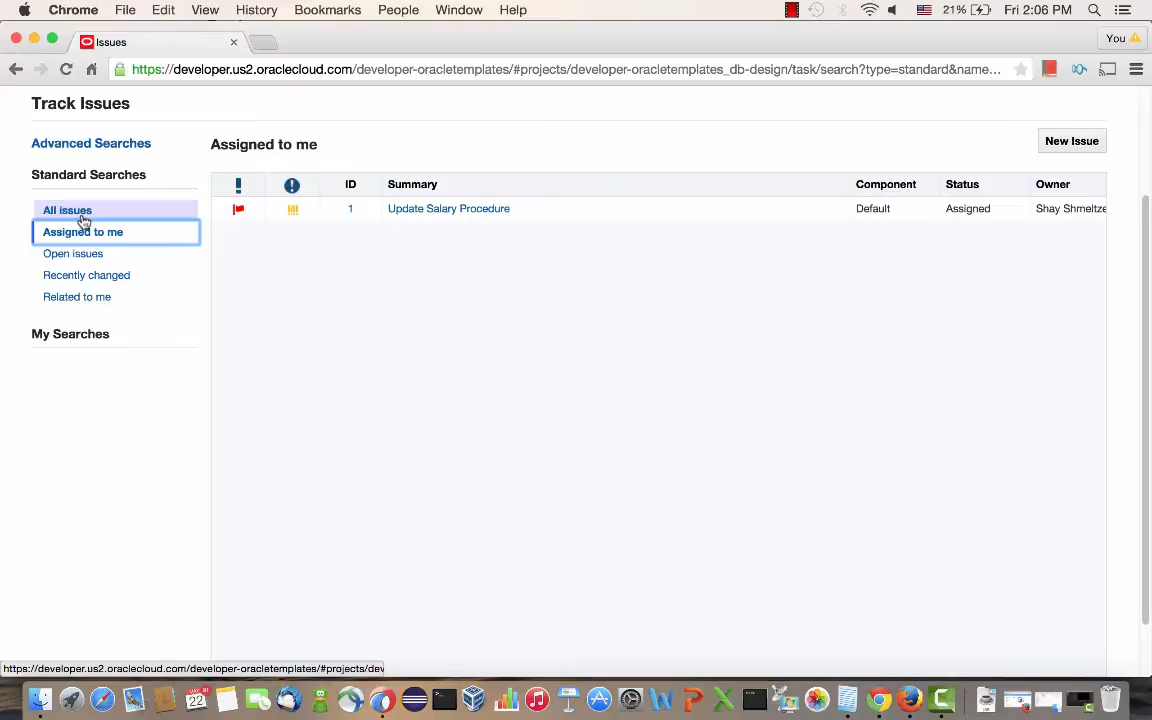 Chrome File Edit View History Bookmarks People Window Help 21% Fri 2:06 PM
Issues You
https://developer.us2.oraclecloud.com/developer-oracletemplates/#projects/developer-oracletemplates_db-design/task/search?type=standard&name...
Track Issues
Advanced Searches
Standard Searches
All issues
Assigned to me
Open issues
Recently changed
Related to me
My Searches
Assigned to me New Issue
ID Summary Component Status Owner
1 Update Salary Procedure Default Assigned Shay Shmeltze
https://developer.us2.oraclecloud.com/developer-oracletemplates/#projects/dev
22